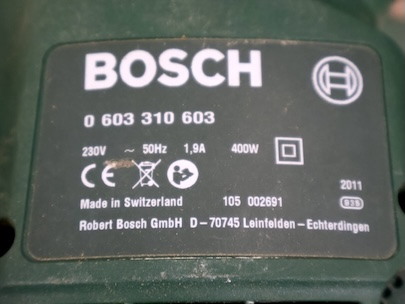 BOSCH
0 603 310 603
230V ~ 50Hz 1,9A 400W
CE
Made in Switzerland 105 002691 2011
Robert Bosch GmbH D-70745 Leinfelden-Echterdingen